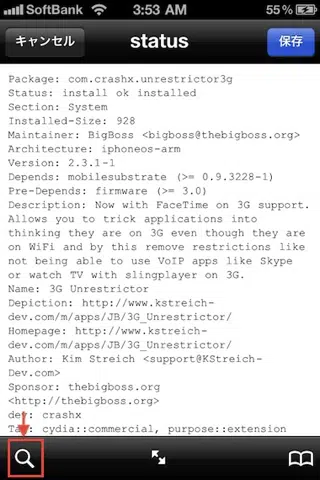 SoftBank 3:53 AM 55%
キャンセル status 保存
Package: com.crashx.unrestrictor3g
Status: install ok installed
Section: System
Installed-Size: 928
Maintainer: BigBoss <bigboss@thebigboss.org>
Architecture: iphoneos-arm
Version: 2.3.1-1
Depends: mobilesubstrate (>= 0.9.3228-1)
Pre-Depends: firmware (>= 3.0)
Description: Now with FaceTime on 3G support.
Allows you to trick applications into
thinking they are on 3G even though they are
on WiFi and by this remove restrictions like
not being able to use VoIP apps like Skype
or watch TV with slingplayer on 3G.
Name: 3G Unrestrictor
Depiction: http://www.kstreich-
dev.com/m/apps/JB/3G_Unrestrictor/
Homepage: http://www.kstreich-
dev.com/m/apps/JB/3G_Unrestrictor/
Author: Kim Streich <support@KStreich-
Dev.com>
Sponsor: thebigboss.org
<http://thebigboss.org>
dev: crashx
Tag: cydia::commercial, purpose::extension